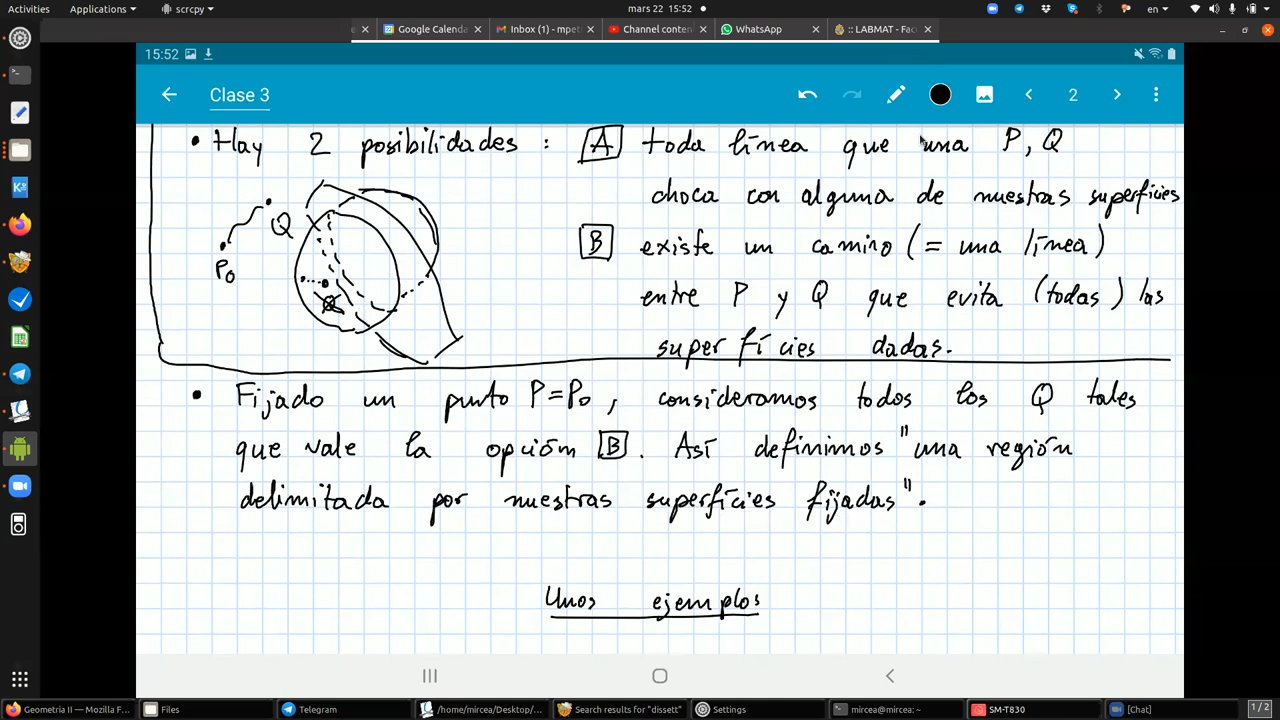 Activities Applications scrcpy mars 22 15:52 en
Google Calenda Inbox (1) - mpet Channel conten WhatsApp :: LABMAT - Fac
15:52
Clase 3 2
• Hay 2 posibilidades : A toda línea que una P, Q
choca con alguna de nuestras superficies
B existe un camino (= una línea)
entre P y Q que evita (todas) las
superfícies dadas.
Q
P0
• Fijado un punto P=P0, consideramos todos los Q tales
que vale la opción B. Así definimos "una región
delimitada por nuestras superfícies fijadas".
Unos ejemplos
Geometria II — Mozilla F... Files Telegram /home/mircea/Desktop/... Search results for "dissett" Settings mircea@mircea: ~ SM-T830 [Chat] 1 / 2